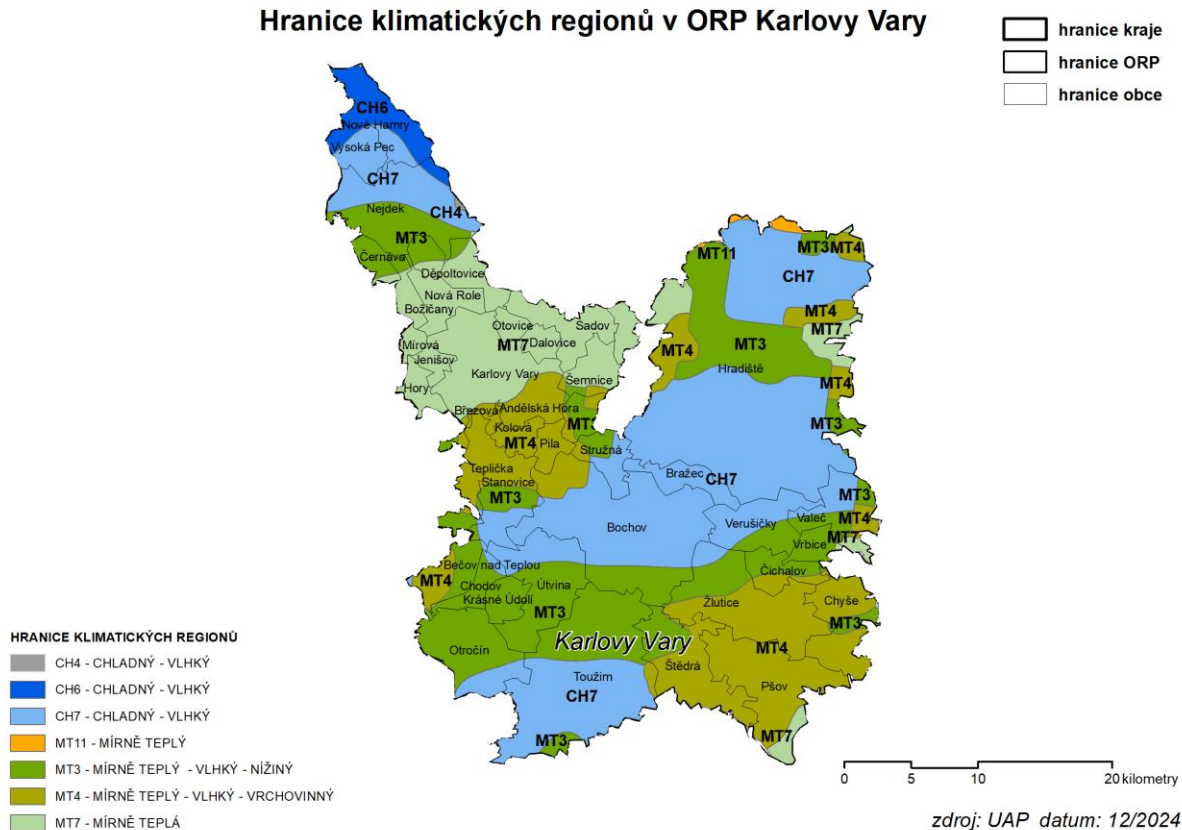 Hranice klimatických regionů v ORP Karlovy Vary
hranice kraje
hranice ORP
hranice obce
CH6
Nové Hamry
Vysoká Pec
CH7
CH4
Nejdek
MT3
Černava
Děpoltovice
Nová Role
Božičany
Otovice
Sadov
Mírová
MT7
Dalovice
Jenišov
Karlovy Vary
Hory
Šemnice
Březová
Andělská Hora
Kolová
MT3
MT4
Pila
Stružná
Teplička
Stanovice
MT3
MT11
MT3
MT4
CH7
MT4
MT7
MT4
MT3
Hradiště
MT4
MT3
Bražec
CH7
MT3
Bochov
Verušičky
Valeč
MT4
Vrbice
MT7
Bečov nad Teplou
Čichalov
MT4
Chodov
Útvina
Krásné Údolí
MT3
Žlutice
Chyše
MT3
Karlovy Vary
MT4
Otročín
Štědrá
Toužim
CH7
Pšov
MT3
MT7
HRANICE KLIMATICKÝCH REGIONŮ
CH4 - CHLADNÝ - VLHKÝ
CH6 - CHLADNÝ - VLHKÝ
CH7 - CHLADNÝ - VLHKÝ
MT11 - MÍRNĚ TEPLÝ
MT3 - MÍRNĚ TEPLÝ - VLHKÝ - NÍŽINÝ
MT4 - MÍRNĚ TEPLÝ - VLHKÝ - VRCHOVINNÝ
MT7 - MÍRNĚ TEPLÁ
0 5 10 20 kilometry
zdroj: UAP datum: 12/2024